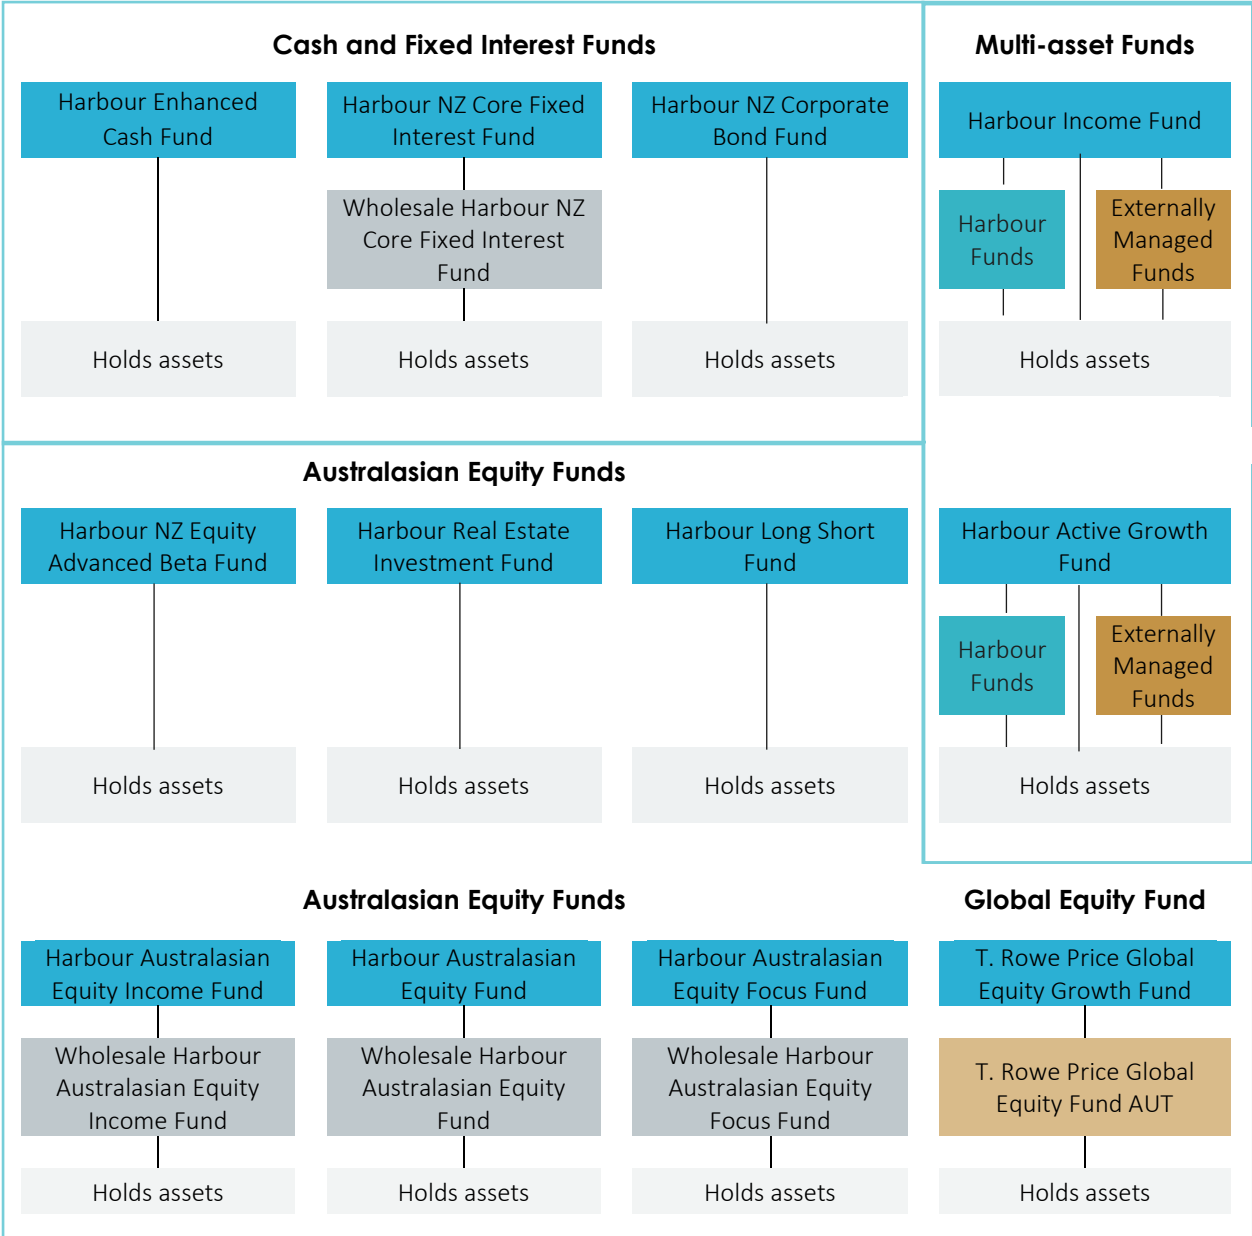 Cash and Fixed Interest Funds
Harbour Enhanced
Cash Fund
Harbour NZ Core Fixed
Interest Fund
Harbour NZ Corporate
Bond Fund
Wholesale Harbour NZ
Core Fixed Interest
Fund
Holds assets
Holds assets
Holds assets
Multi-asset Funds
Harbour Income Fund
Harbour
Funds
Externally
Managed
Funds
Holds assets
Australasian Equity Funds
Harbour NZ Equity
Advanced Beta Fund
Harbour Real Estate
Investment Fund
Harbour Long Short
Fund
Holds assets
Holds assets
Holds assets
Harbour Active Growth
Fund
Harbour
Funds
Externally
Managed
Funds
Holds assets
Australasian Equity Funds
Harbour Australasian
Equity Income Fund
Harbour Australasian
Equity Fund
Harbour Australasian
Equity Focus Fund
Wholesale Harbour
Australasian Equity
Income Fund
Wholesale Harbour
Australasian Equity
Fund
Wholesale Harbour
Australasian Equity
Focus Fund
Holds assets
Holds assets
Holds assets
Global Equity Fund
T. Rowe Price Global
Equity Growth Fund
T. Rowe Price Global
Equity Fund AUT
Holds assets